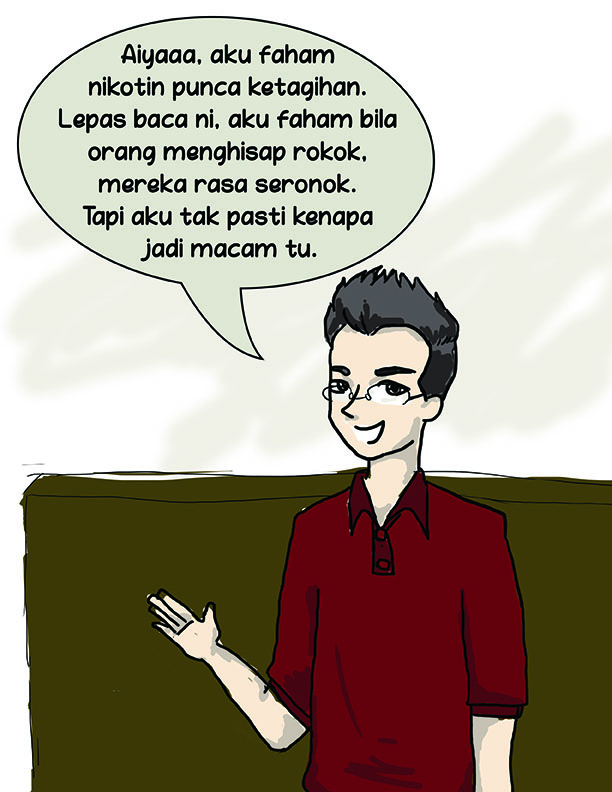 Aiyaaa, aku faham
nikotin punca ketagihan.
Lepas baca ni, aku faham bila
orang menghisap rokok,
mereka rasa seronok.
Tapi aku tak pasti kenapa
jadi macam tu.